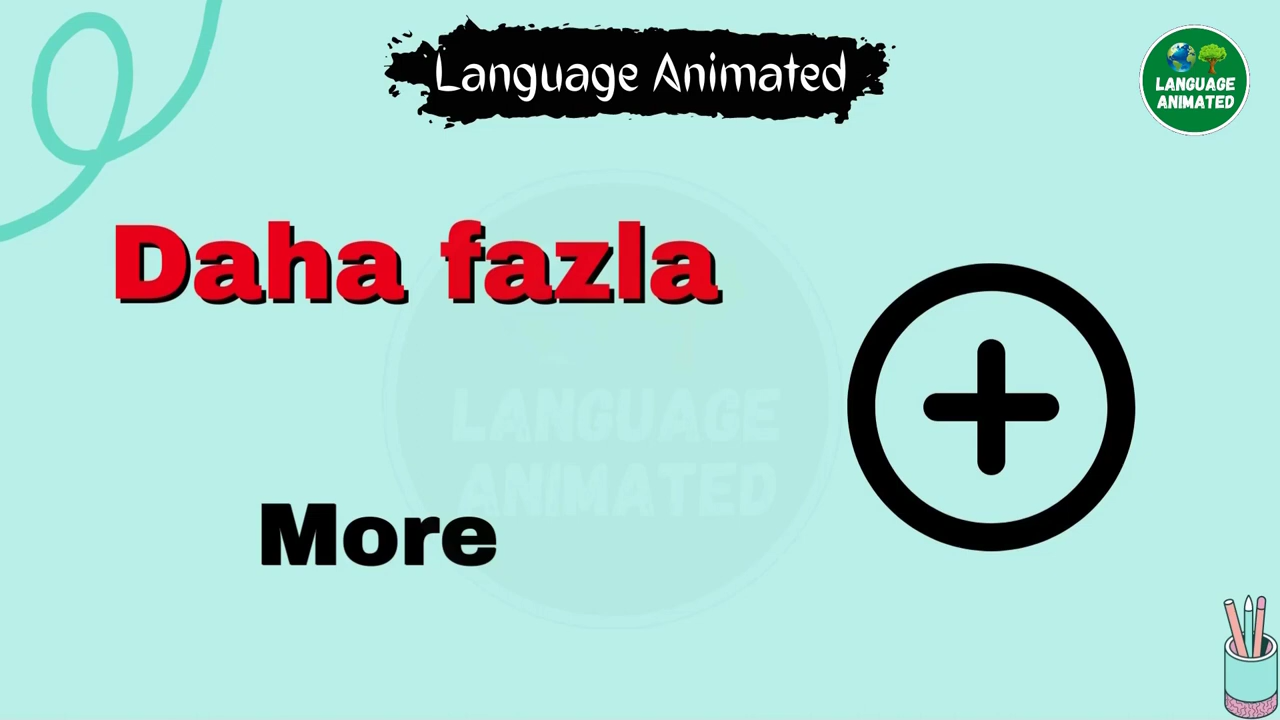 Language Animated
LANGUAGE
ANIMATED
Daha fazla
LANGUAGE
ANIMATED
More